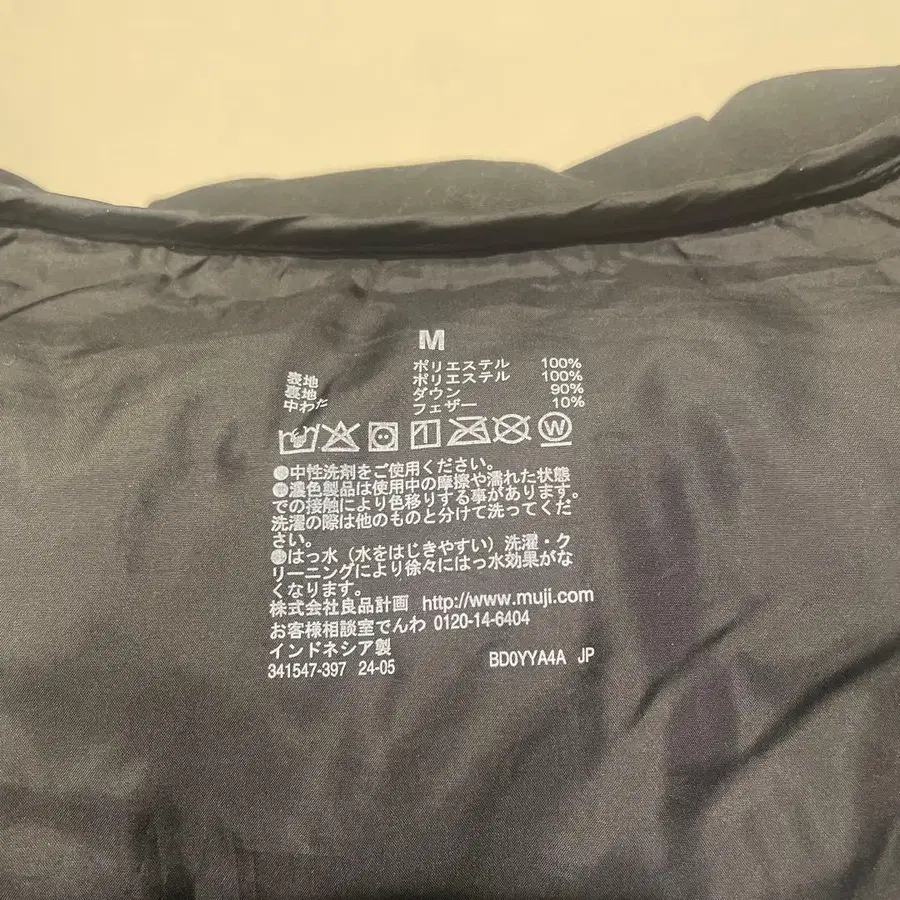 M
表地 ポリエステル 100%
裏地 ポリエステル 100%
中わた ダウン 90%
フェザー 10%
W
●中性洗剤をご使用ください。
●濃色製品は使用中の摩擦や濡れた状態
での接触により色移りする事があります。
洗濯の際は他のものと分けて洗ってくだ
さい。
●はっ水（水をはじきやすい）洗濯・ク
リーニングにより徐々にはっ水効果がな
くなります。
株式会社良品計画 http://www.muji.com
お客様相談室でんわ 0120-14-6404
インドネシア製
341547-397 24-05 BD0YYA4A JP